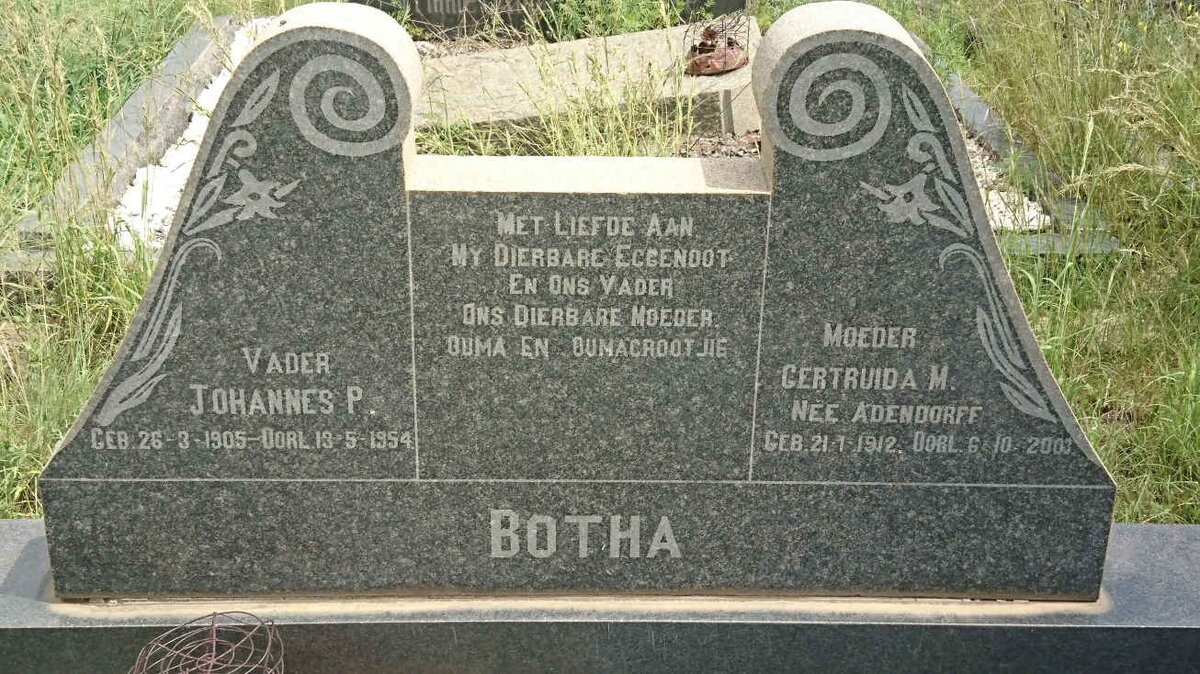 MET LIEFDE AAN
MY DIERBARE EGGENOOT
EN ONS VADER
ONS DIERBARE MOEDER.
OUMA EN OUMAGROOTJIE
VADER
JOHANNES P.
GEB. 26-3-1905-OORL. 13-5-1954
MOEDER
GERTRUIDA M.
NEE ADENDORFF
GEB. 21-1-1912. OORL. 6-10-2001
BOTHA